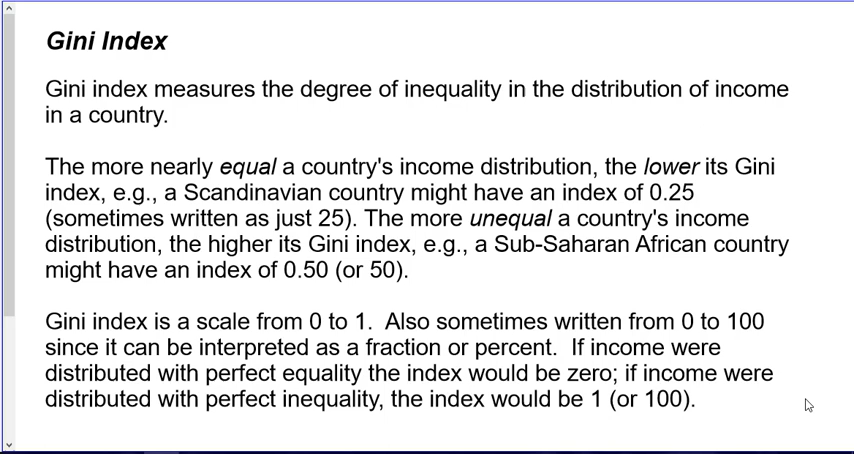 Gini Index
Gini index measures the degree of inequality in the distribution of income
in a country.
The more nearly equal a country's income distribution, the lower its Gini
index, e.g., a Scandinavian country might have an index of 0.25
(sometimes written as just 25). The more unequal a country's income
distribution, the higher its Gini index, e.g., a Sub-Saharan African country
might have an index of 0.50 (or 50).
Gini index is a scale from 0 to 1.  Also sometimes written from 0 to 100
since it can be interpreted as a fraction or percent.  If income were
distributed with perfect equality the index would be zero; if income were
distributed with perfect inequality, the index would be 1 (or 100).